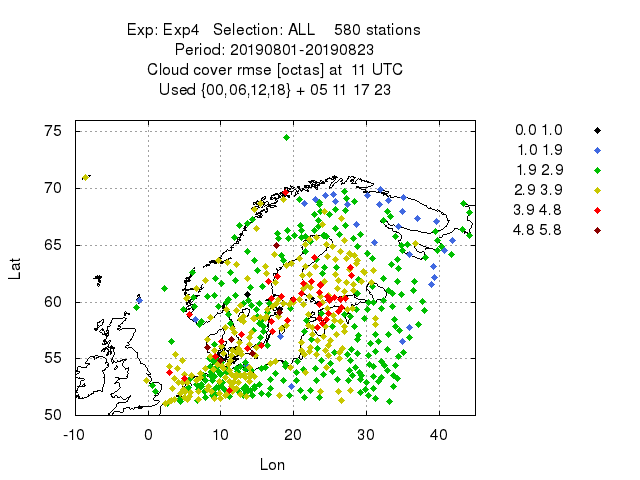 Exp: Exp4   Selection: ALL    580 stations
Period: 20190801-20190823
Cloud cover rmse [octas] at  11 UTC
Used {00,06,12,18} + 05 11 17 23
0.0 1.0
1.0 1.9
1.9 2.9
2.9 3.9
3.9 4.8
4.8 5.8
75
70
65
60
55
50
Lat
-10 0 10 20 30 40
Lon